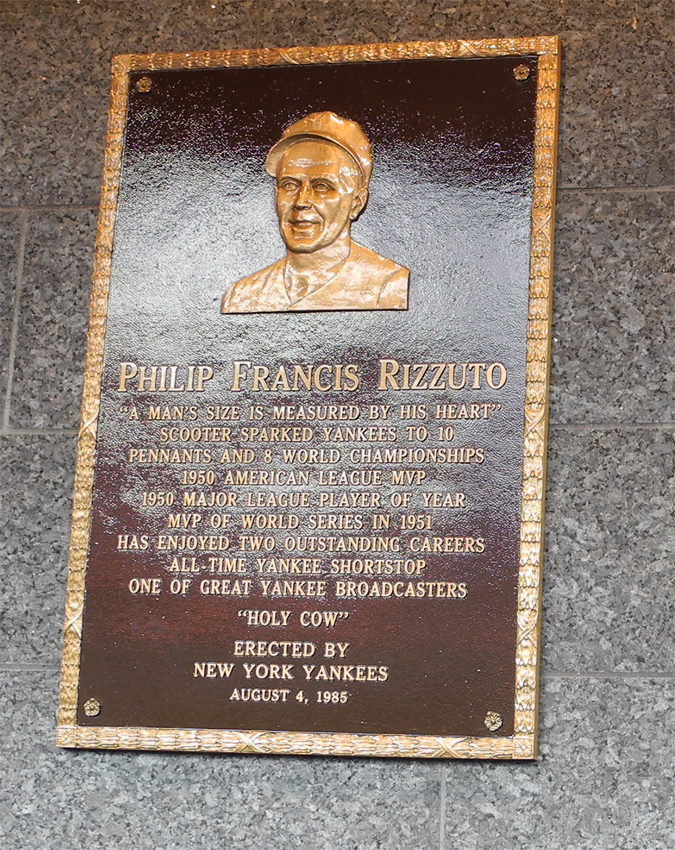 PHILIP FRANCIS RIZZUTO
"A MAN'S SIZE IS MEASURED BY HIS HEART"
SCOOTER SPARKED YANKEES TO 10
PENNANTS AND 8 WORLD CHAMPIONSHIPS
1950 AMERICAN LEAGUE MVP
1950 MAJOR LEAGUE PLAYER OF YEAR
MVP OF WORLD SERIES IN 1951
HAS ENJOYED TWO OUTSTANDING CAREERS
ALL-TIME YANKEE SHORTSTOP
ONE OF GREAT YANKEE BROADCASTERS
"HOLY COW"
ERECTED BY
NEW YORK YANKEES
AUGUST 4, 1985